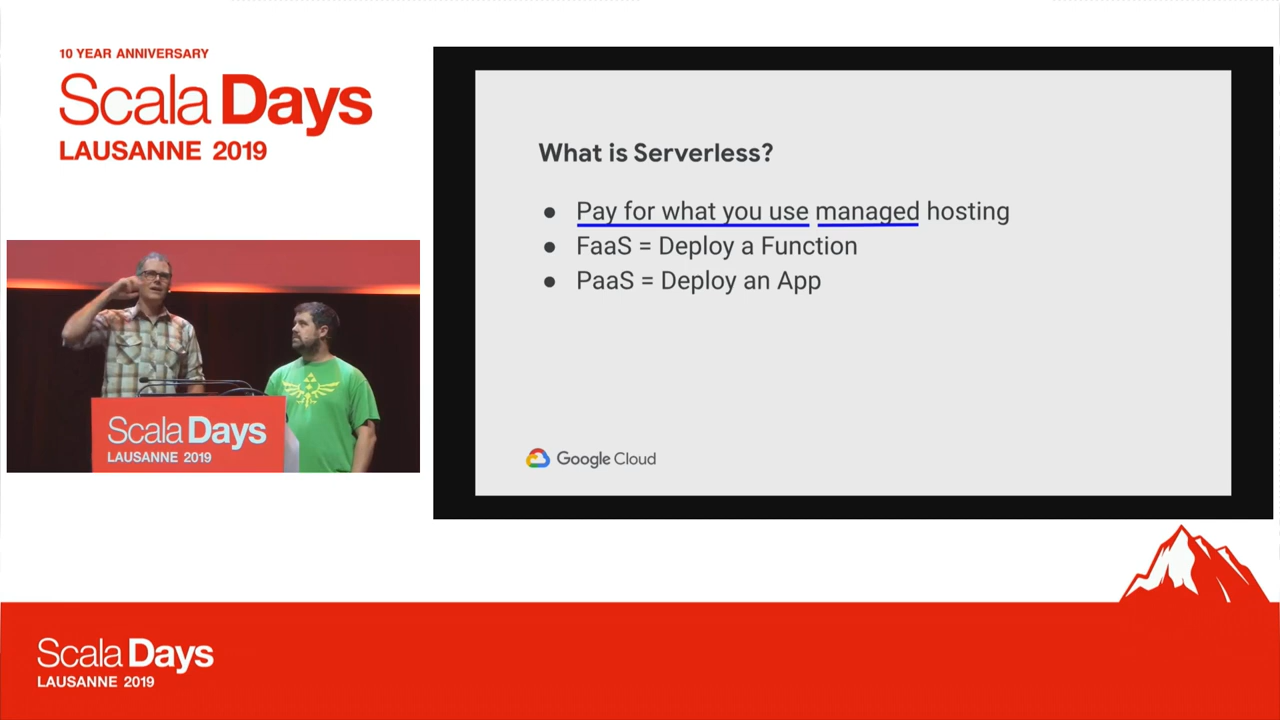 10 YEAR ANNIVERSARY
Scala Days
LAUSANNE 2019
What is Serverless?
● Pay for what you use managed hosting
● FaaS = Deploy a Function
● PaaS = Deploy an App
Google Cloud
Scala Days
LAUSANNE 2019
Scala Days
LAUSANNE 2019